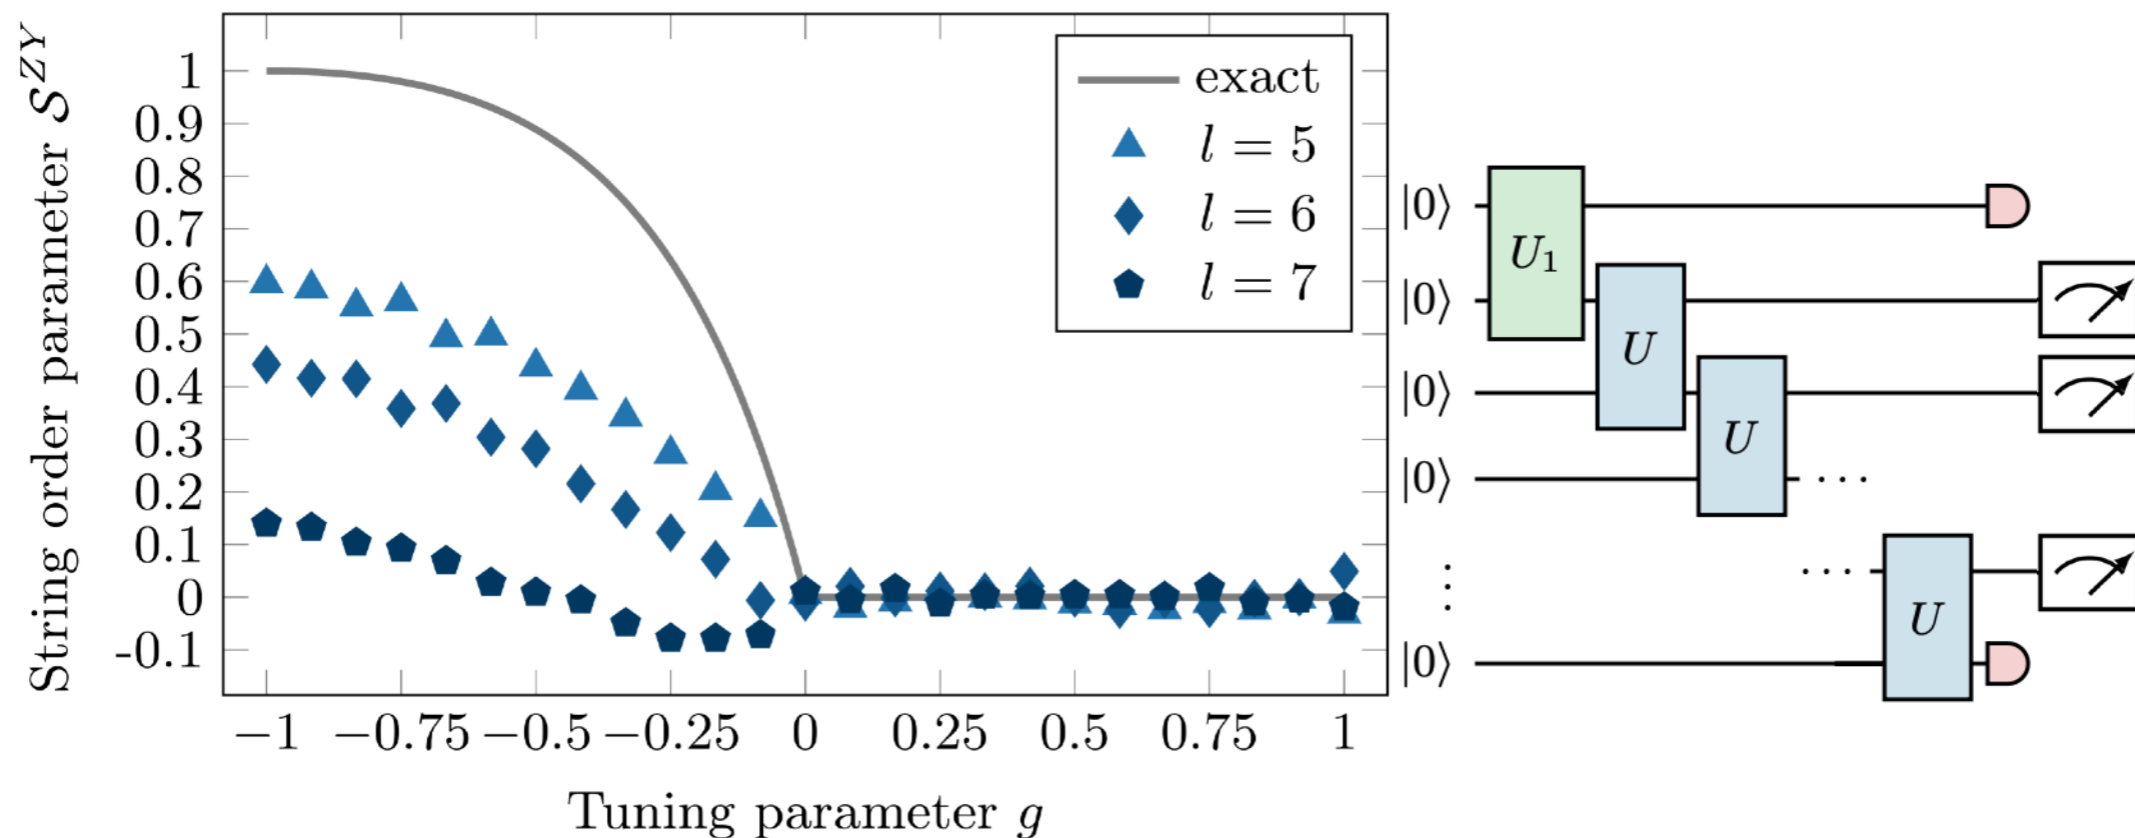 String order parameter 𝒮^{ZY}
1
0.9
0.8
0.7
0.6
0.5
0.4
0.3
0.2
0.1
0
-0.1
−1 −0.75 −0.5 −0.25 0 0.25 0.5 0.75 1
Tuning parameter g
exact
l = 5
l = 6
l = 7
|0⟩
U₁
|0⟩
U
|0⟩
U
|0⟩ ···
⋮ ···
U
|0⟩